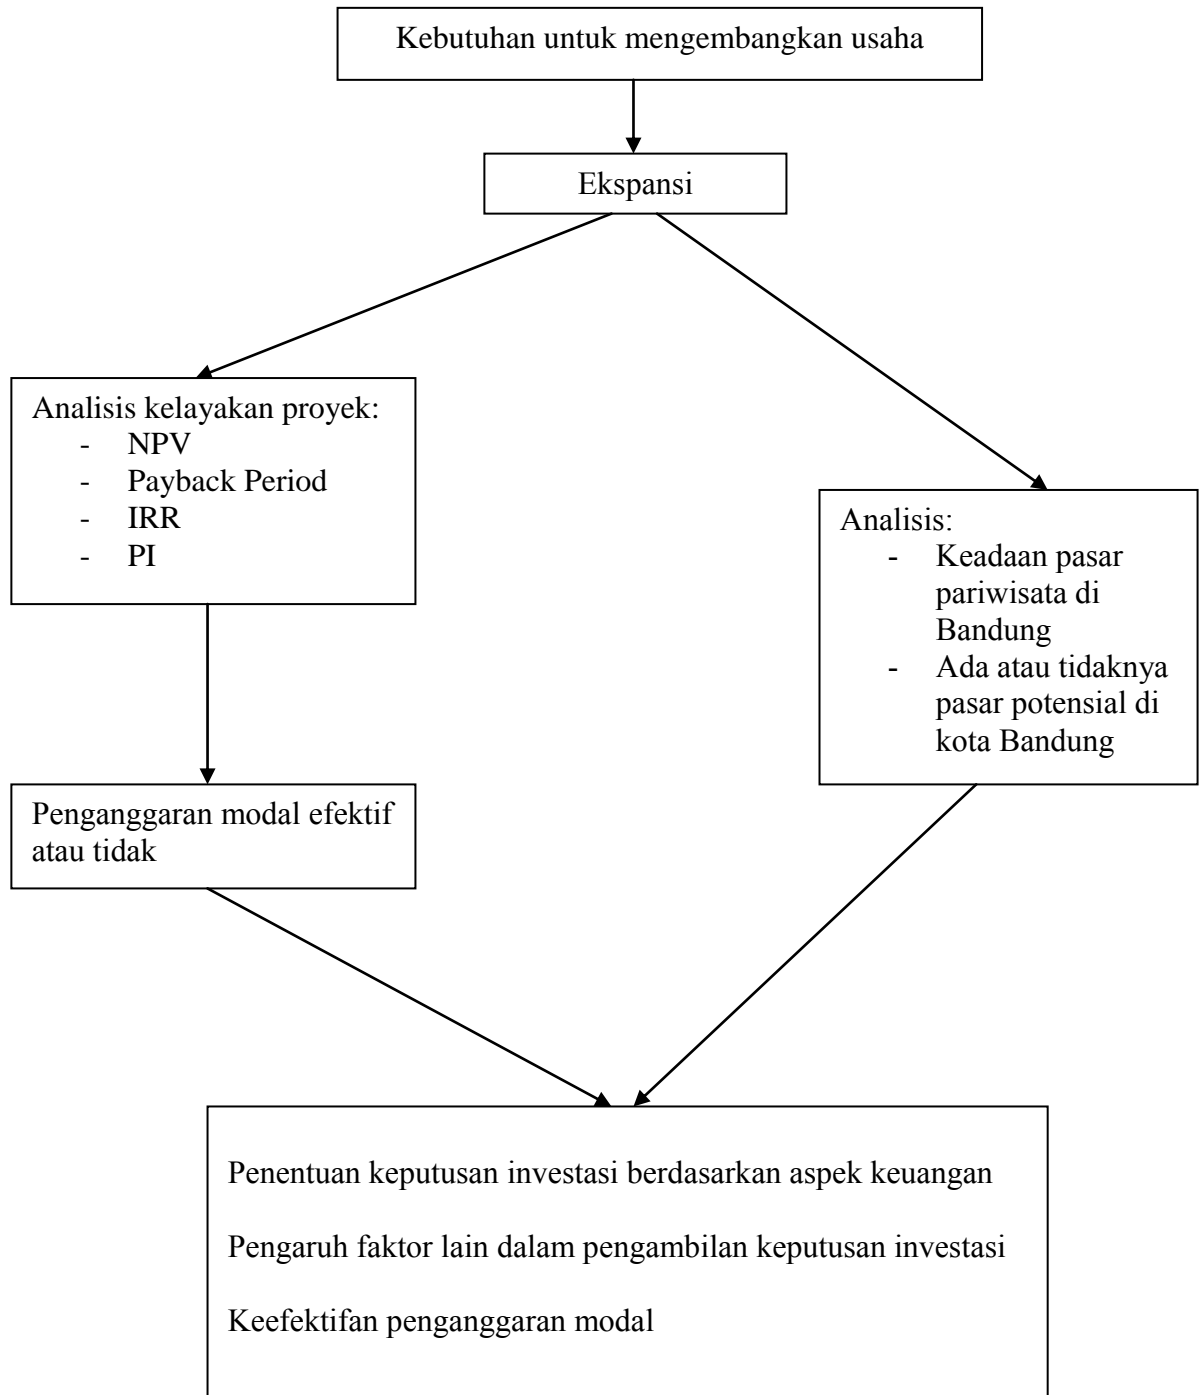 Kebutuhan untuk mengembangkan usaha
Ekspansi
Analisis kelayakan proyek:
- NPV
- Payback Period
- IRR
- PI
Analisis:
- Keadaan pasar
pariwisata di
Bandung
- Ada atau tidaknya
pasar potensial di
kota Bandung
Penganggaran modal efektif
atau tidak
Penentuan keputusan investasi berdasarkan aspek keuangan
Pengaruh faktor lain dalam pengambilan keputusan investasi
Keefektifan penganggaran modal